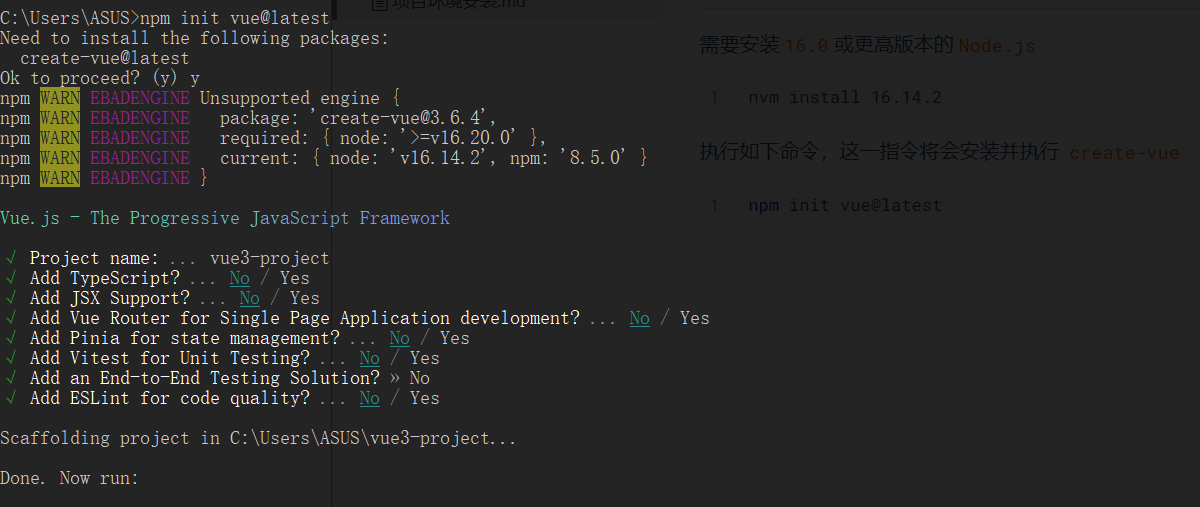 C:\Users\ASUS>npm init vue@latest
Need to install the following packages:
  create-vue@latest
Ok to proceed? (y) y
npm WARN EBADENGINE Unsupported engine {
npm WARN EBADENGINE   package: 'create-vue@3.6.4',
npm WARN EBADENGINE   required: { node: '>=v16.20.0' },
npm WARN EBADENGINE   current: { node: 'v16.14.2', npm: '8.5.0' }
npm WARN EBADENGINE }
Vue.js - The Progressive JavaScript Framework
√ Project name: ... vue3-project
√ Add TypeScript? ... No / Yes
√ Add JSX Support? ... No / Yes
√ Add Vue Router for Single Page Application development? ... No / Yes
√ Add Pinia for state management? ... No / Yes
√ Add Vitest for Unit Testing? ... No / Yes
√ Add an End-to-End Testing Solution? » No
√ Add ESLint for code quality? ... No / Yes
Scaffolding project in C:\Users\ASUS\vue3-project...
Done. Now run:
项目环境安装.md
需要安装 16.0 或更高版本的 Node.js
1 nvm install 16.14.2
执行如下命令，这一指令将会安装并执行 create-vue
1 npm init vue@latest